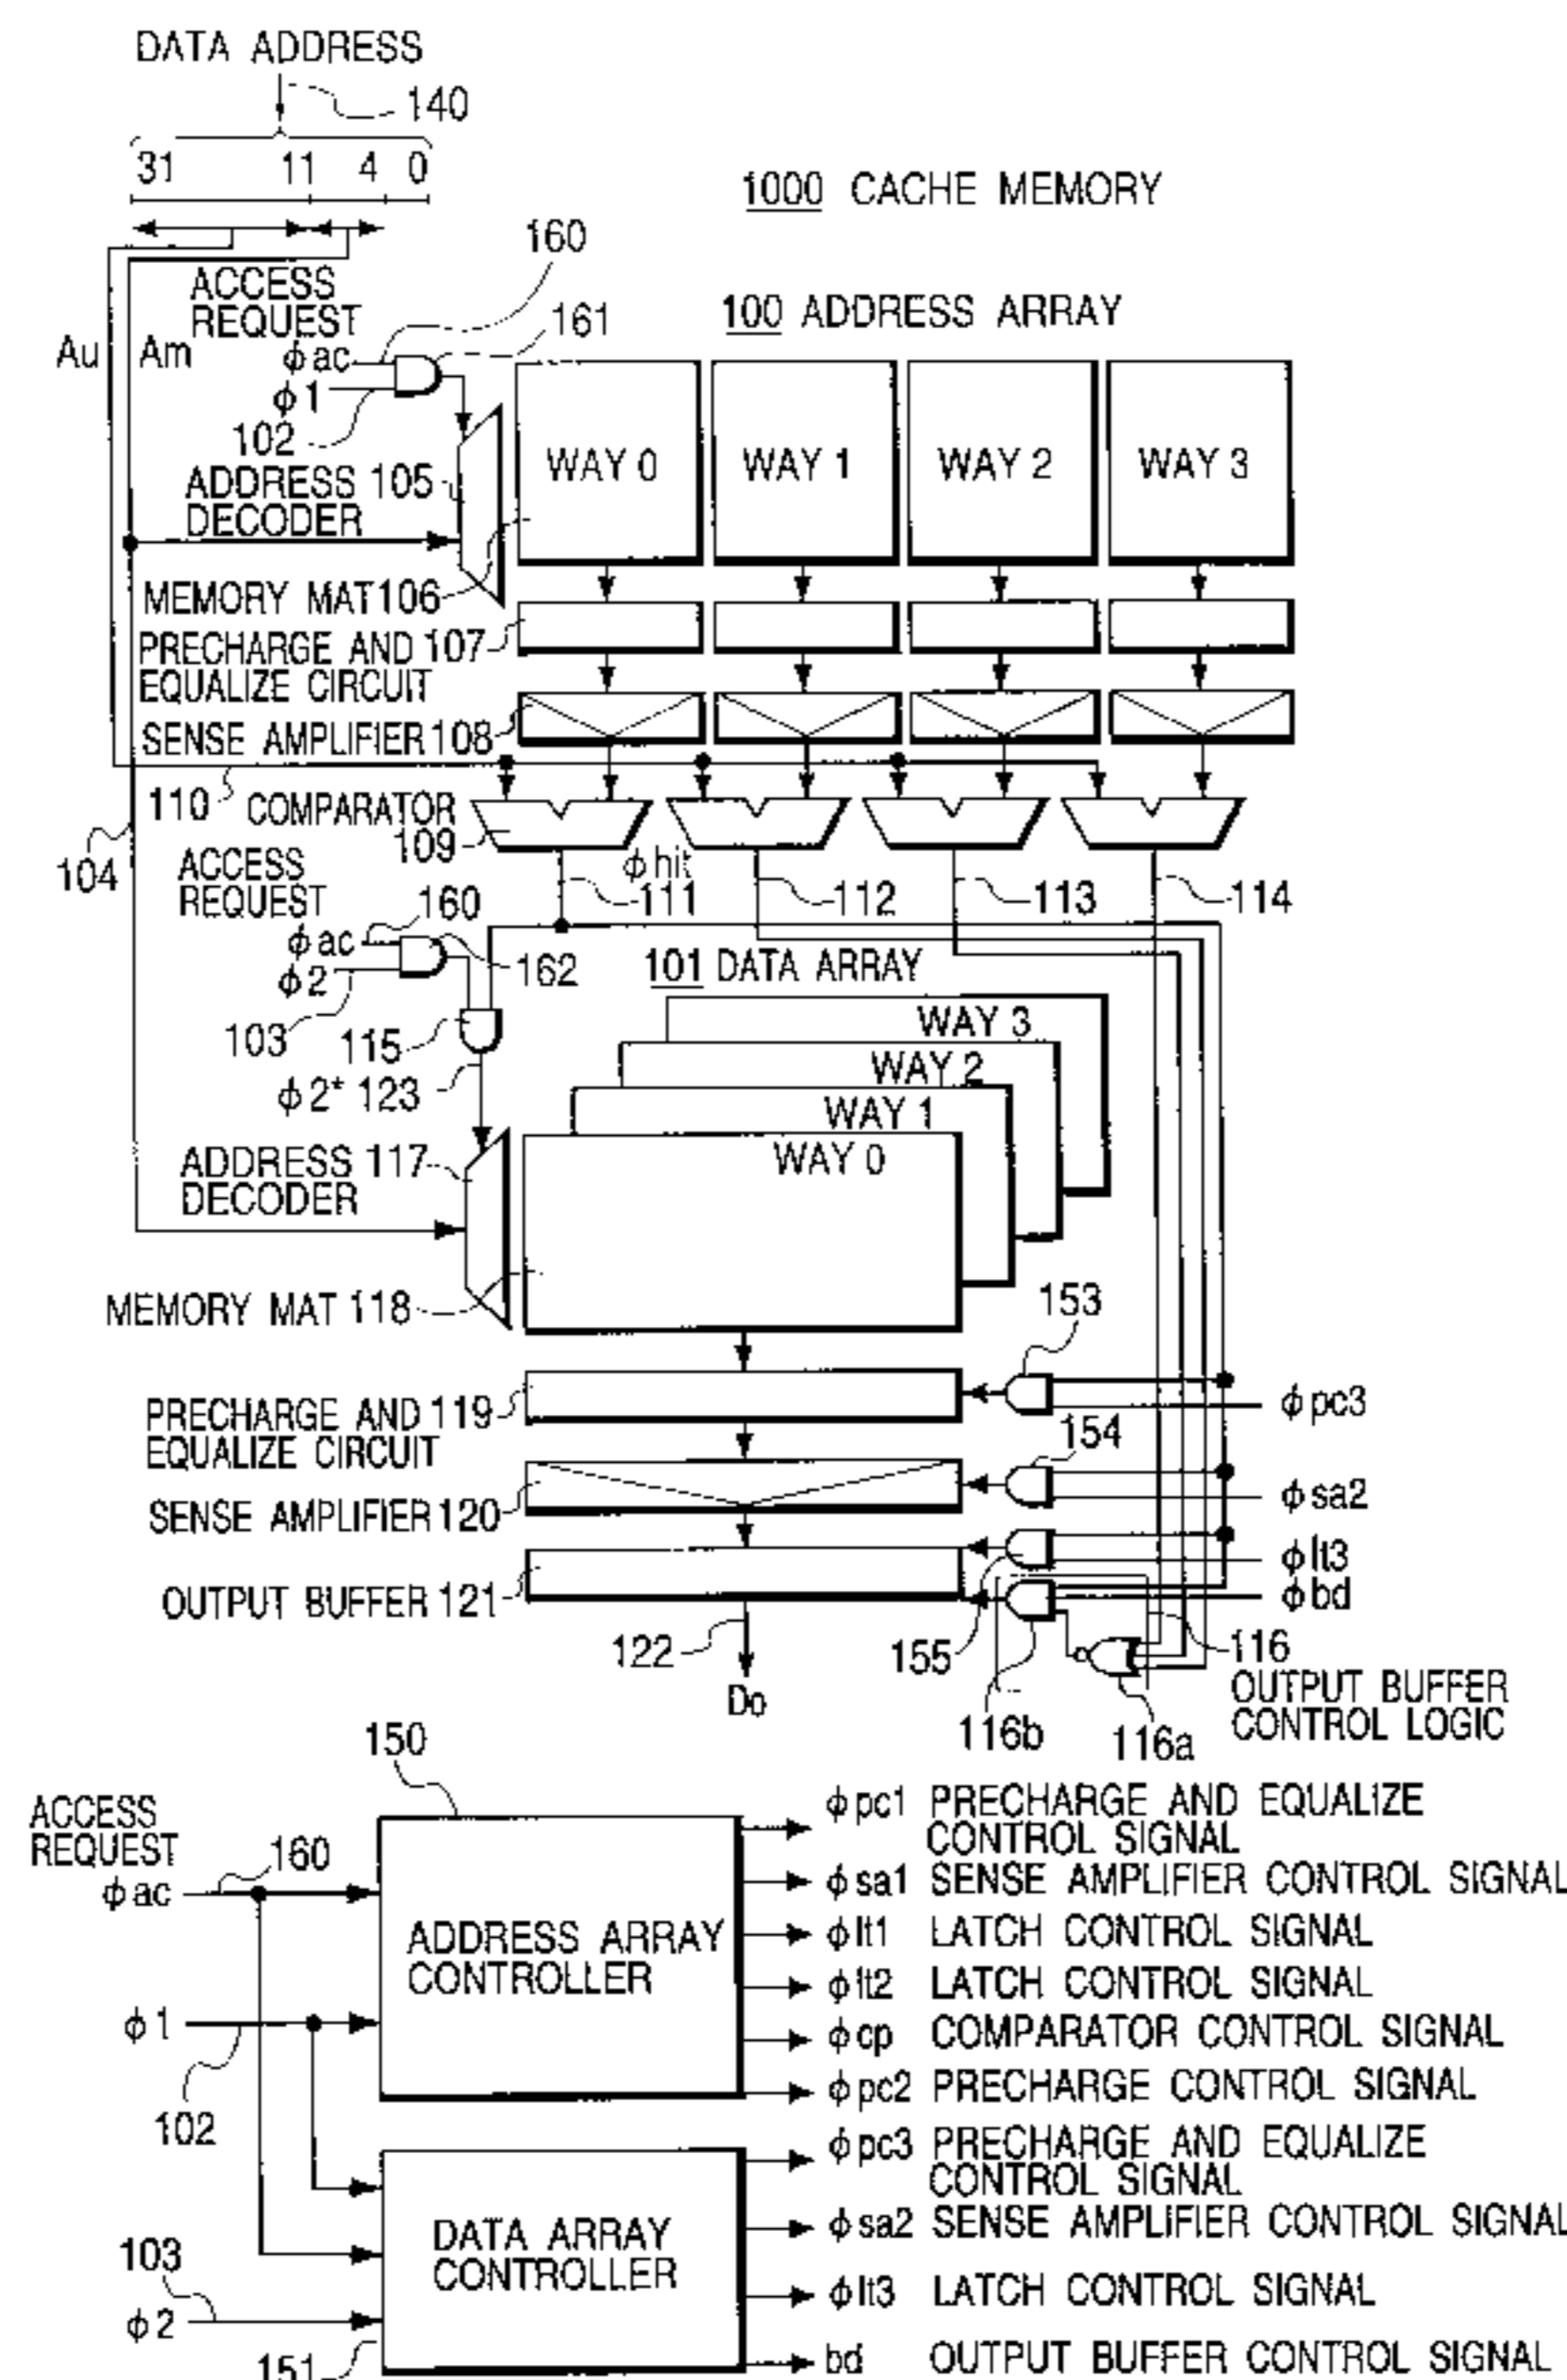 DATA ADDRESS
140
31 11 4 0
1000 CACHE MEMORY
160
ACCESS
REQUEST
100 ADDRESS ARRAY
161
Au Am
ϕac
ϕ1
102
WAY 0 WAY 1 WAY 2 WAY 3
ADDRESS 105
DECODER
MEMORY MAT 106
PRECHARGE AND 107
EQUALIZE CIRCUIT
SENSE AMPLIFIER 108
110 COMPARATOR
109
104
ACCESS
REQUEST
ϕhit
160 111 112 113 114
ϕac
162
ϕ2
101 DATA ARRAY
103 115
WAY 3
WAY 2
ϕ2* 123
WAY 1
WAY 0
ADDRESS 117
DECODER
MEMORY MAT 118
153
PRECHARGE AND 119
EQUALIZE CIRCUIT
ϕpc3
154
SENSE AMPLIFIER 120
ϕsa2
ϕlt3
OUTPUT BUFFER 121
ϕbd
122 155 116
OUTPUT BUFFER
CONTROL LOGIC
Do
116b 116a
150
ACCESS
REQUEST
160
ϕac
ϕ1
102
ADDRESS ARRAY
CONTROLLER
ϕpc1 PRECHARGE AND EQUALIZE
CONTROL SIGNAL
ϕsa1 SENSE AMPLIFIER CONTROL SIGNAL
ϕlt1 LATCH CONTROL SIGNAL
ϕlt2 LATCH CONTROL SIGNAL
ϕcp COMPARATOR CONTROL SIGNAL
ϕpc2 PRECHARGE CONTROL SIGNAL
ϕpc3 PRECHARGE AND EQUALIZE
CONTROL SIGNAL
DATA ARRAY
CONTROLLER
ϕsa2 SENSE AMPLIFIER CONTROL SIGNAL
103
ϕlt3 LATCH CONTROL SIGNAL
ϕ2
151
bd OUTPUT BUFFER CONTROL SIGNAL